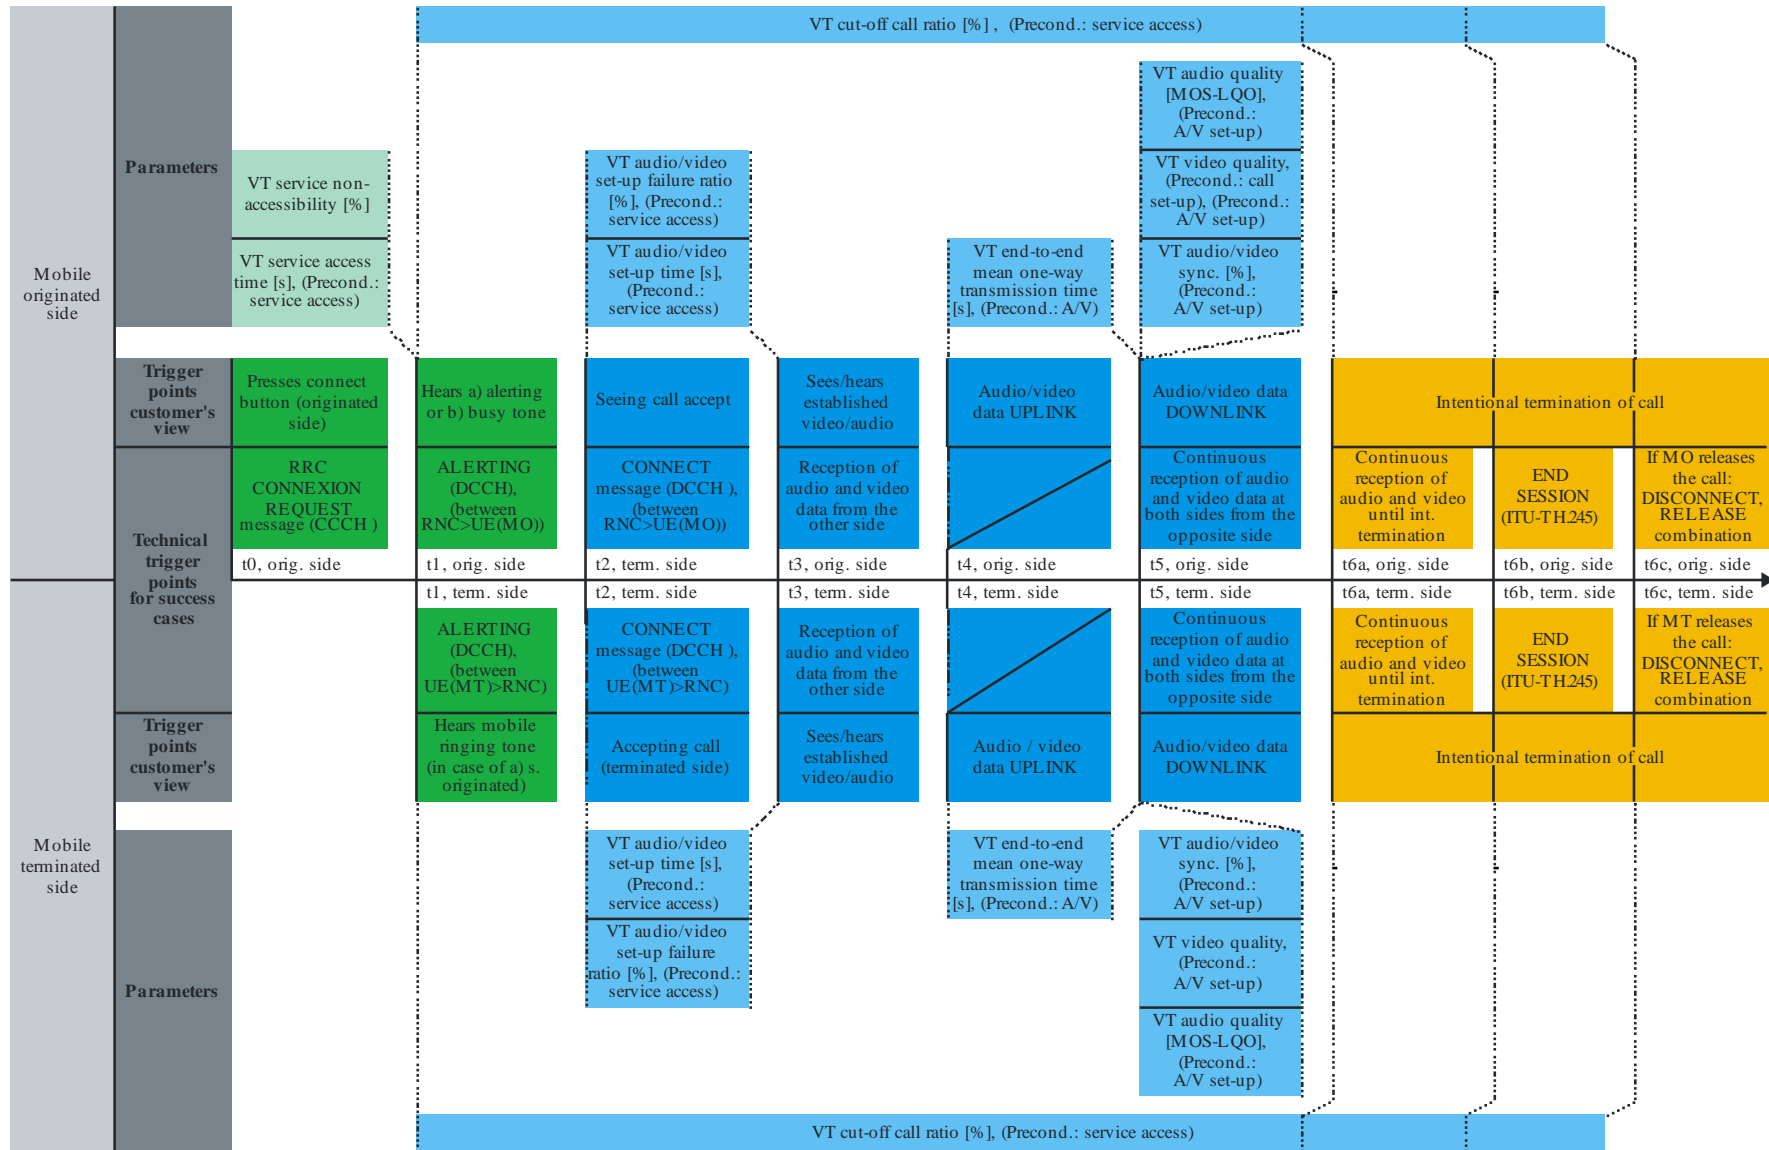 VT cut-off call ratio [%] , (Precond.: service access)
VT audio quality
[MOS-LQO],
(Precond.:
A/V set-up)
Parameters
VT service non-
accessibility [%]
VT audio/video
set-up failure ratio
[%], (Precond.:
service access)
VT video quality,
(Precond.: call
set-up), (Precond.:
A/V set-up)
Mobile
originated
side
VT service access
time [s], (Precond.:
service access)
VT audio/video
set-up time [s],
(Precond.:
service access)
VT end-to-end
mean one-way
transmission time
[s], (Precond.: A/V)
VT audio/video
sync. [%],
(Precond.:
A/V set-up)
Trigger
points
customer's
view
Presses connect
button (originated
side)
Hears a) alerting
or b) busy tone
Seeing call accept
Sees/hears
established
video/audio
Audio/video
data UPLINK
Audio/video data
DOWNLINK
Intentional termination of call
Technical
trigger
points
for success
cases
RRC
CONNEXION
REQUEST
message (CCCH )
ALERTING
(DCCH),
(between
RNC>UE(MO))
CONNECT
message (DCCH ),
(between
RNC>UE(MO))
Reception of
audio and video
data from the
other side
Continuous
reception of audio
and video data at
both sides from the
opposite side
Continuous
reception of
audio and video
until int.
termination
END
SESSION
(ITU-TH.245)
If MO releases
the call:
DISCONNECT,
RELEASE
combination
t0, orig. side
t1, orig. side
t2, term. side
t3, orig. side
t4, orig. side
t5, orig. side
t6a, orig. side
t6b, orig. side
t6c, orig. side
t1, term. side
t2, term. side
t3, term. side
t4, term. side
t5, term. side
t6a, term. side
t6b, term. side
t6c, term. side
ALERTING
(DCCH),
(between
UE(MT)>RNC)
CONNECT
message (DCCH ),
(between
UE(MT)>RNC)
Reception of
audio and video
data from the
other side
Continuous
reception of audio
and video data at
both sides from the
opposite side
Continuous
reception of
audio and video
until int.
termination
END
SESSION
(ITU-TH.245)
If MT releases
the call:
DISCONNECT,
RELEASE
combination
Trigger
points
customer's
view
Hears mobile
ringing tone
(in case of a) s.
originated)
Accepting call
(terminated side)
Sees/hears
established
video/audio
Audio / video
data UPLINK
Audio/video data
DOWNLINK
Intentional termination of call
Mobile
terminated
side
Parameters
VT audio/video
set-up time [s],
(Precond.:
service access)
VT end-to-end
mean one-way
transmission time
[s], (Precond.: A/V)
VT audio/video
sync. [%],
(Precond.:
A/V set-up)
VT audio/video
set-up failure
ratio [%], (Precond.:
service access)
VT video quality,
(Precond.:
A/V set-up)
VT audio quality
[MOS-LQO],
(Precond.:
A/V set-up)
VT cut-off call ratio [%], (Precond.: service access)